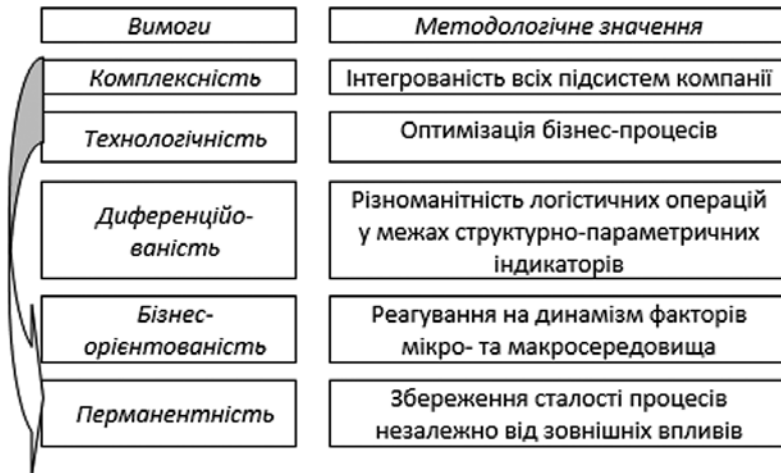 Вимоги
Методологічне значення
Комплексність
Інтегрованість всіх підсистем компанії
Технологічність
Оптимізація бізнес-процесів
Диференційо-
ваність
Різноманітність логістичних операцій
у межах структурно-параметричних
індикаторів
Бізнес-
орієнтованість
Реагування на динамізм факторів
мікро- та макросередовища
Перманентність
Збереження сталості процесів
незалежно від зовнішніх впливів